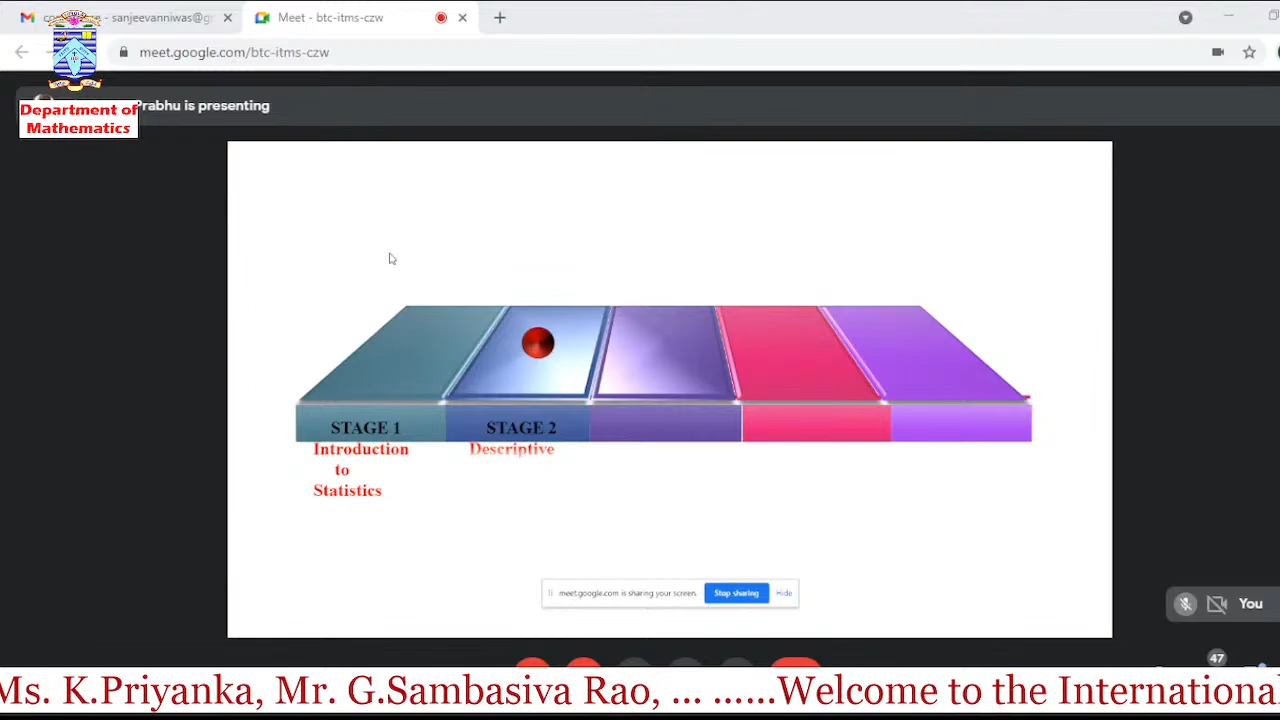 sanjeevanniwas@gr
Meet - btc-itms-czw
meet.google.com/btc-itms-czw
Department of
Mathematics
Prabhu is presenting
STAGE 1
STAGE 2
Introduction
to
Statistics
Descriptive
meet.google.com is sharing your screen.
Stop sharing
Hide
You
47
Ms. K.Priyanka, Mr. G.Sambasiva Rao, ... ......Welcome to the International